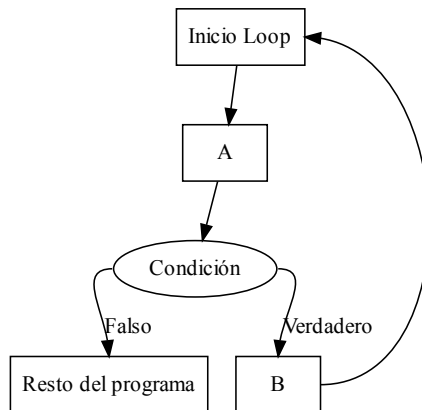 Inicio Loop
A
Condición
Falso
Verdadero
Resto del programa
B